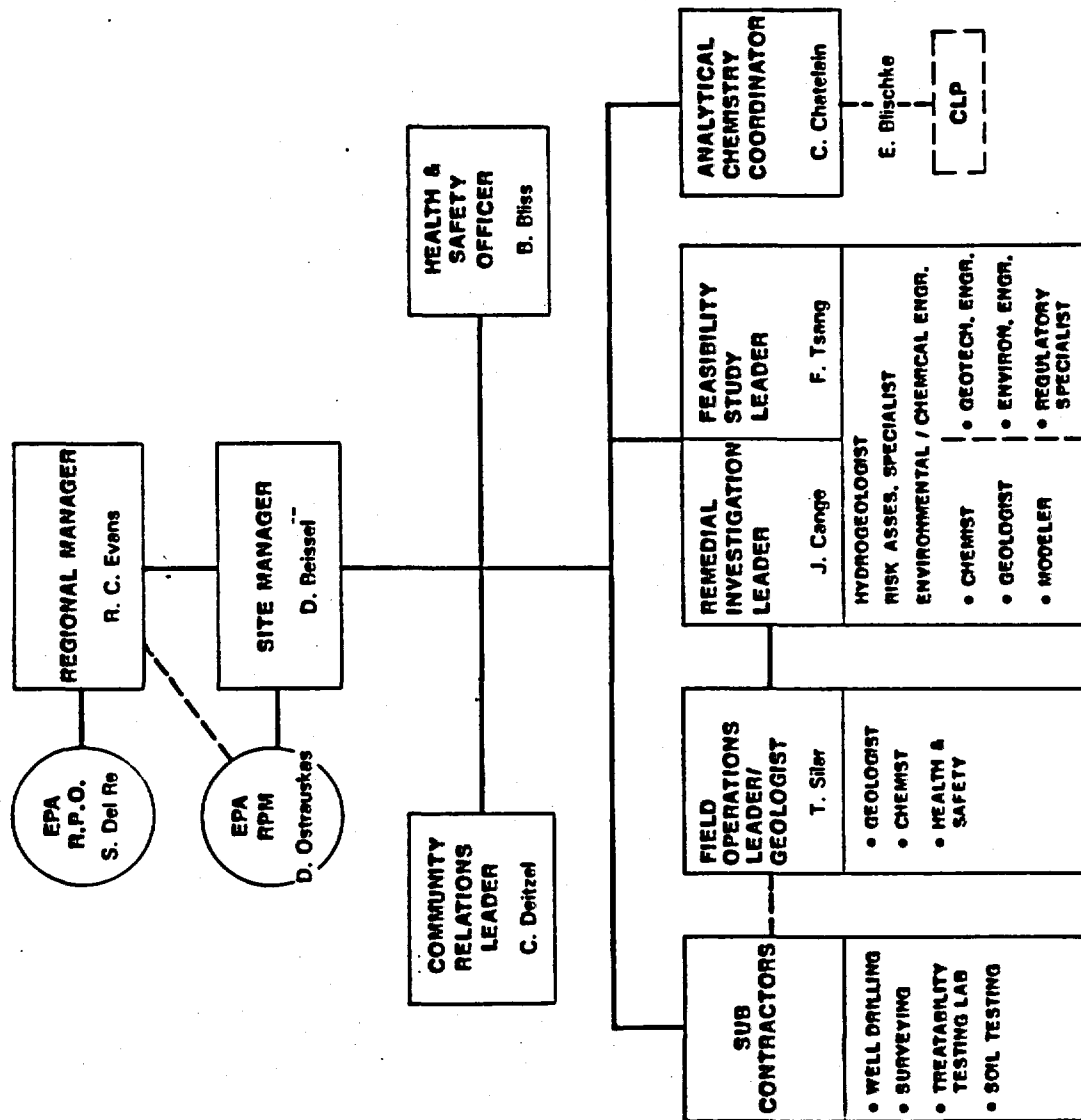 REGIONAL MANAGER
R. C. Evans
EPA
R.P.O.
S. Del Re
SITE MANAGER
D. Beissel
EPA
RPM
D. Ostrauskas
COMMUNITY
RELATIONS
LEADER
C. Deitzel
HEALTH &
SAFETY
OFFICER
B. Bliss
SUB
CONTRACTORS
• WELL DRILLING
• SURVEYING
• TREATABILITY
TESTING LAB
• SOIL TESTING
FIELD
OPERATIONS
LEADER/
GEOLOGIST
T. Siler
• GEOLOGIST
• CHEMIST
• HEALTH &
SAFETY
REMEDIAL
INVESTIGATION
LEADER
J. Cange
FEASIBILITY
STUDY
LEADER
F. Tsang
HYDROGEOLOGIST
RISK ASSES. SPECIALIST
ENVIRONMENTAL / CHEMICAL ENGR.
• CHEMIST
• GEOLOGIST
• MODELER
• GEOTECH. ENGR.
• ENVIRON. ENGR.
• REGULATORY
SPECIALIST
ANALYTICAL
CHEMISTRY
COORDINATOR
C. Chatelain
E. Blischke
CLP